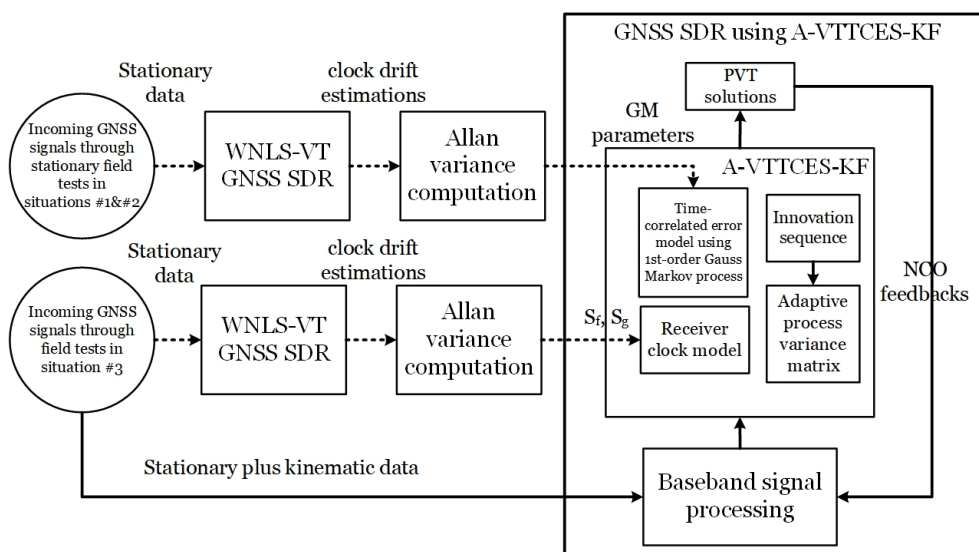 GNSS SDR using A-VTTCES-KF
Stationary
data
clock drift
estimations
PVT
solutions
GM
parameters
Incoming GNSS
signals through
stationary field
tests in
situations #1&#2
WNLS-VT
GNSS SDR
Allan
variance
computation
A-VTTCES-KF
Time-
correlated error
model using
1st-order Gauss
Markov process
Innovation
sequence
NCO
feedbacks
Stationary
data
clock drift
estimations
Incoming GNSS
signals through
field tests in
situation #3
WNLS-VT
GNSS SDR
Allan
variance
computation
Sf, Sg
Receiver
clock model
Adaptive
process
variance
matrix
Stationary plus kinematic data
Baseband signal
processing